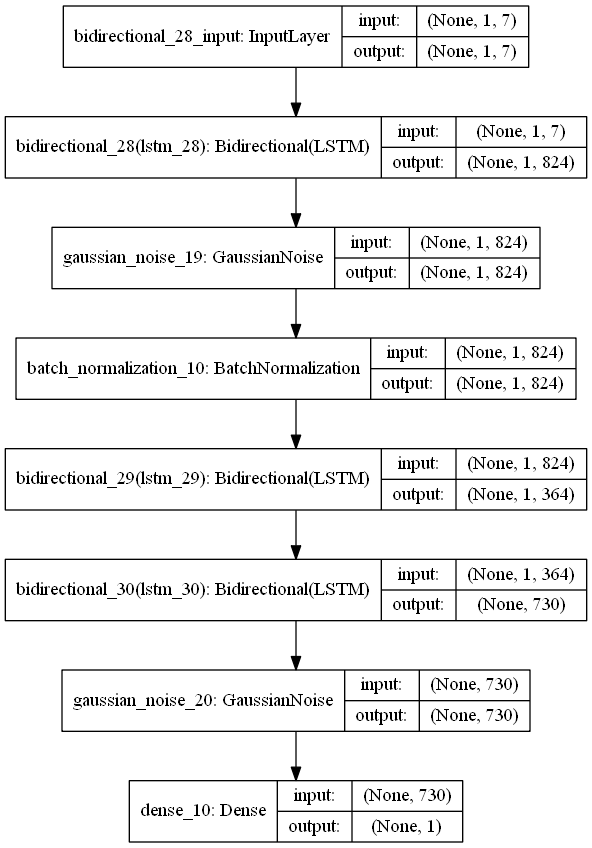 bidirectional_28_input: InputLayer
input: (None, 1, 7)
output: (None, 1, 7)
bidirectional_28(lstm_28): Bidirectional(LSTM)
input: (None, 1, 7)
output: (None, 1, 824)
gaussian_noise_19: GaussianNoise
input: (None, 1, 824)
output: (None, 1, 824)
batch_normalization_10: BatchNormalization
input: (None, 1, 824)
output: (None, 1, 824)
bidirectional_29(lstm_29): Bidirectional(LSTM)
input: (None, 1, 824)
output: (None, 1, 364)
bidirectional_30(lstm_30): Bidirectional(LSTM)
input: (None, 1, 364)
output: (None, 730)
gaussian_noise_20: GaussianNoise
input: (None, 730)
output: (None, 730)
dense_10: Dense
input: (None, 730)
output: (None, 1)